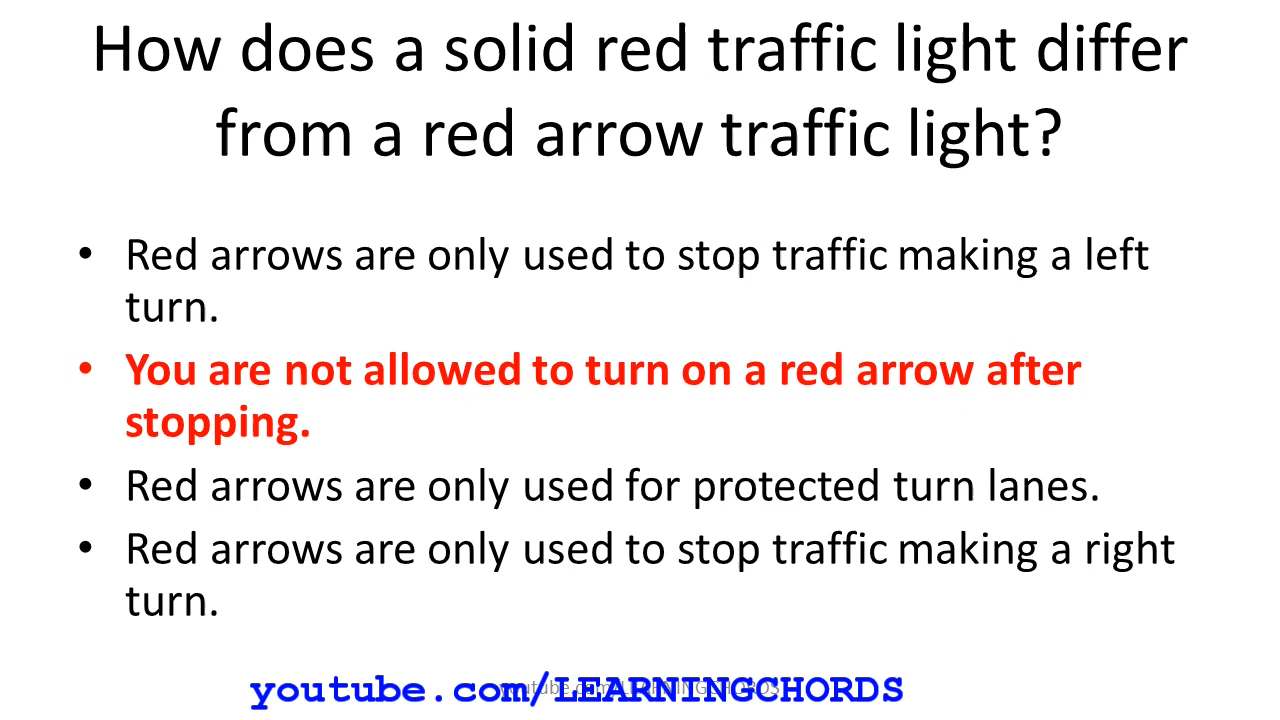 How does a solid red traffic light differ
from a red arrow traffic light?
• Red arrows are only used to stop traffic making a left
turn.
• You are not allowed to turn on a red arrow after
stopping.
• Red arrows are only used for protected turn lanes.
• Red arrows are only used to stop traffic making a right
turn.
youtube.com/LEARNINGCHORDS
youtube.com/LEARNINGCHORDS